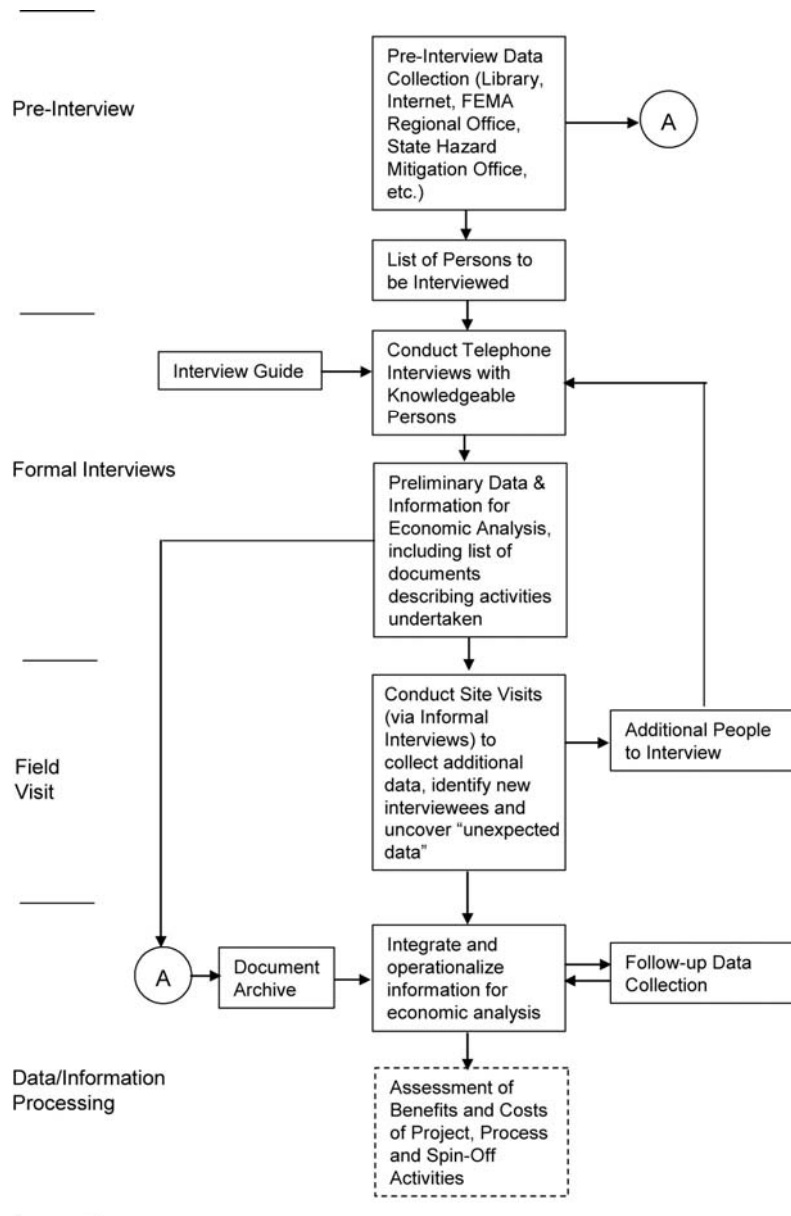 Pre-Interview
Pre-Interview Data
Collection (Library,
Internet, FEMA
Regional Office,
State Hazard
Mitigation Office,
etc.)
A
List of Persons to
be Interviewed
Interview Guide
Conduct Telephone
Interviews with
Knowledgeable
Persons
Formal Interviews
Preliminary Data &
Information for
Economic Analysis,
including list of
documents
describing activities
undertaken
Field
Visit
Conduct Site Visits
(via Informal
Interviews) to
collect additional
data, identify new
interviewees and
uncover “unexpected
data”
Additional People
to Interview
A
Document
Archive
Integrate and
operationalize
information for
economic analysis
Follow-up Data
Collection
Data/Information
Processing
Assessment of
Benefits and Costs
of Project, Process
and Spin-Off
Activities